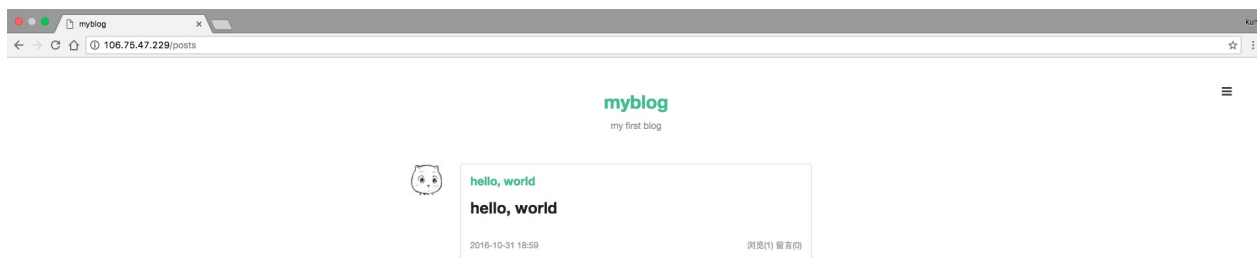 myblog
kun
106.75.47.229/posts
myblog
my first blog
hello, world
hello, world
2016-10-31 18:59 浏览(1) 留言(0)